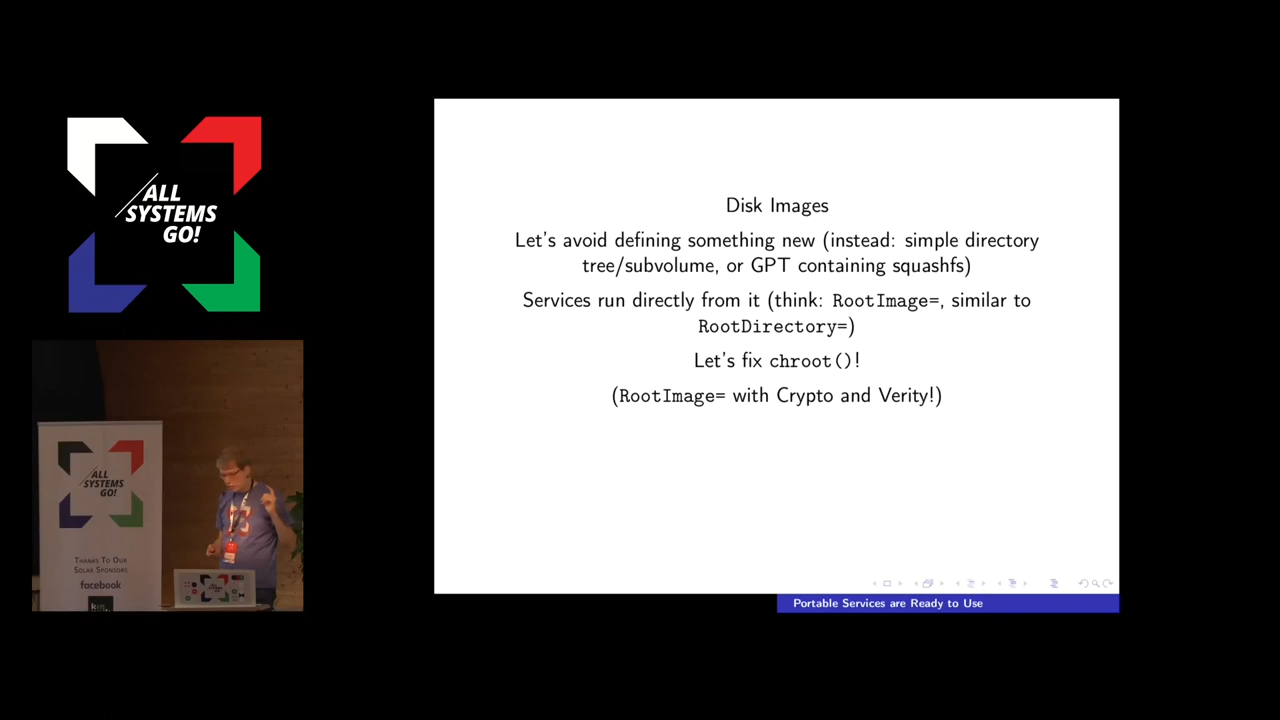 ALL
SYSTEMS
GO!
Disk Images
Let's avoid defining something new (instead: simple directory
tree/subvolume, or GPT containing squashfs)
Services run directly from it (think: RootImage=, similar to
RootDirectory=)
Let's fix chroot()!
(RootImage= with Crypto and Verity!)
Portable Services are Ready to Use
ALL
SYSTEMS
GO!
THANKS TO OUR
SOLAR SPONSORS
facebook